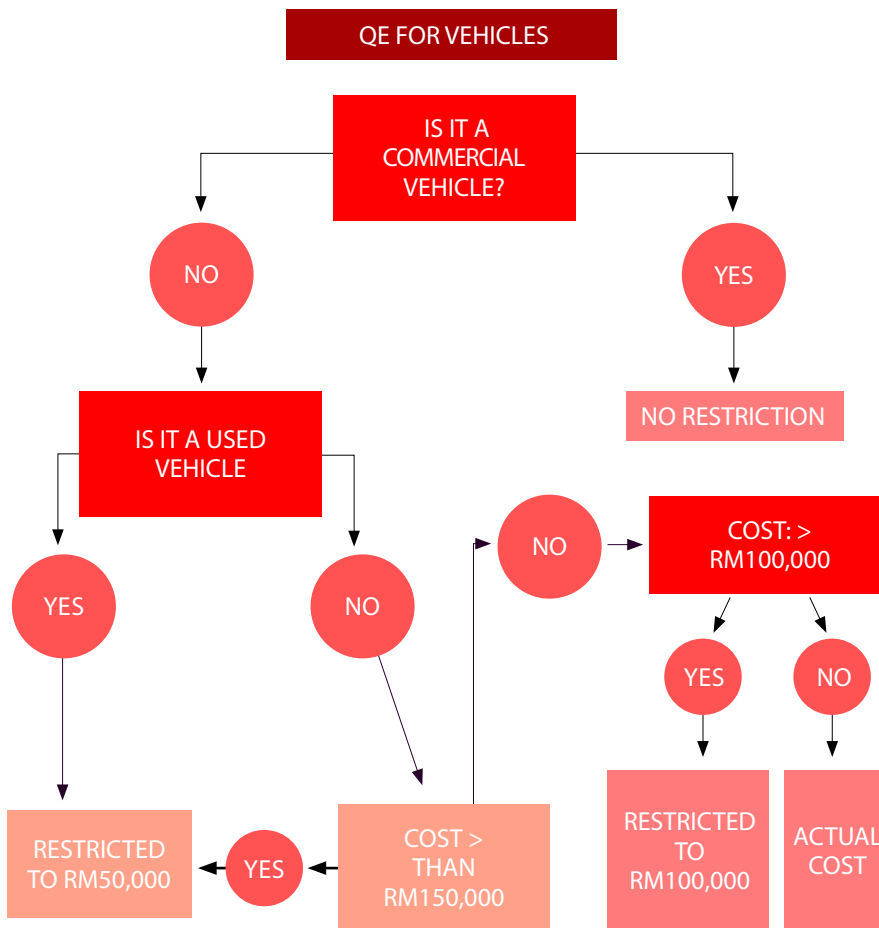 QE FOR VEHICLES
IS IT A
COMMERCIAL
VEHICLE?
NO
YES
NO RESTRICTION
IS IT A USED
VEHICLE
YES
NO
NO
COST: >
RM100,000
YES
NO
RESTRICTED
TO RM50,000
YES
COST >
THAN
RM150,000
RESTRICTED
TO
RM100,000
ACTUAL
COST